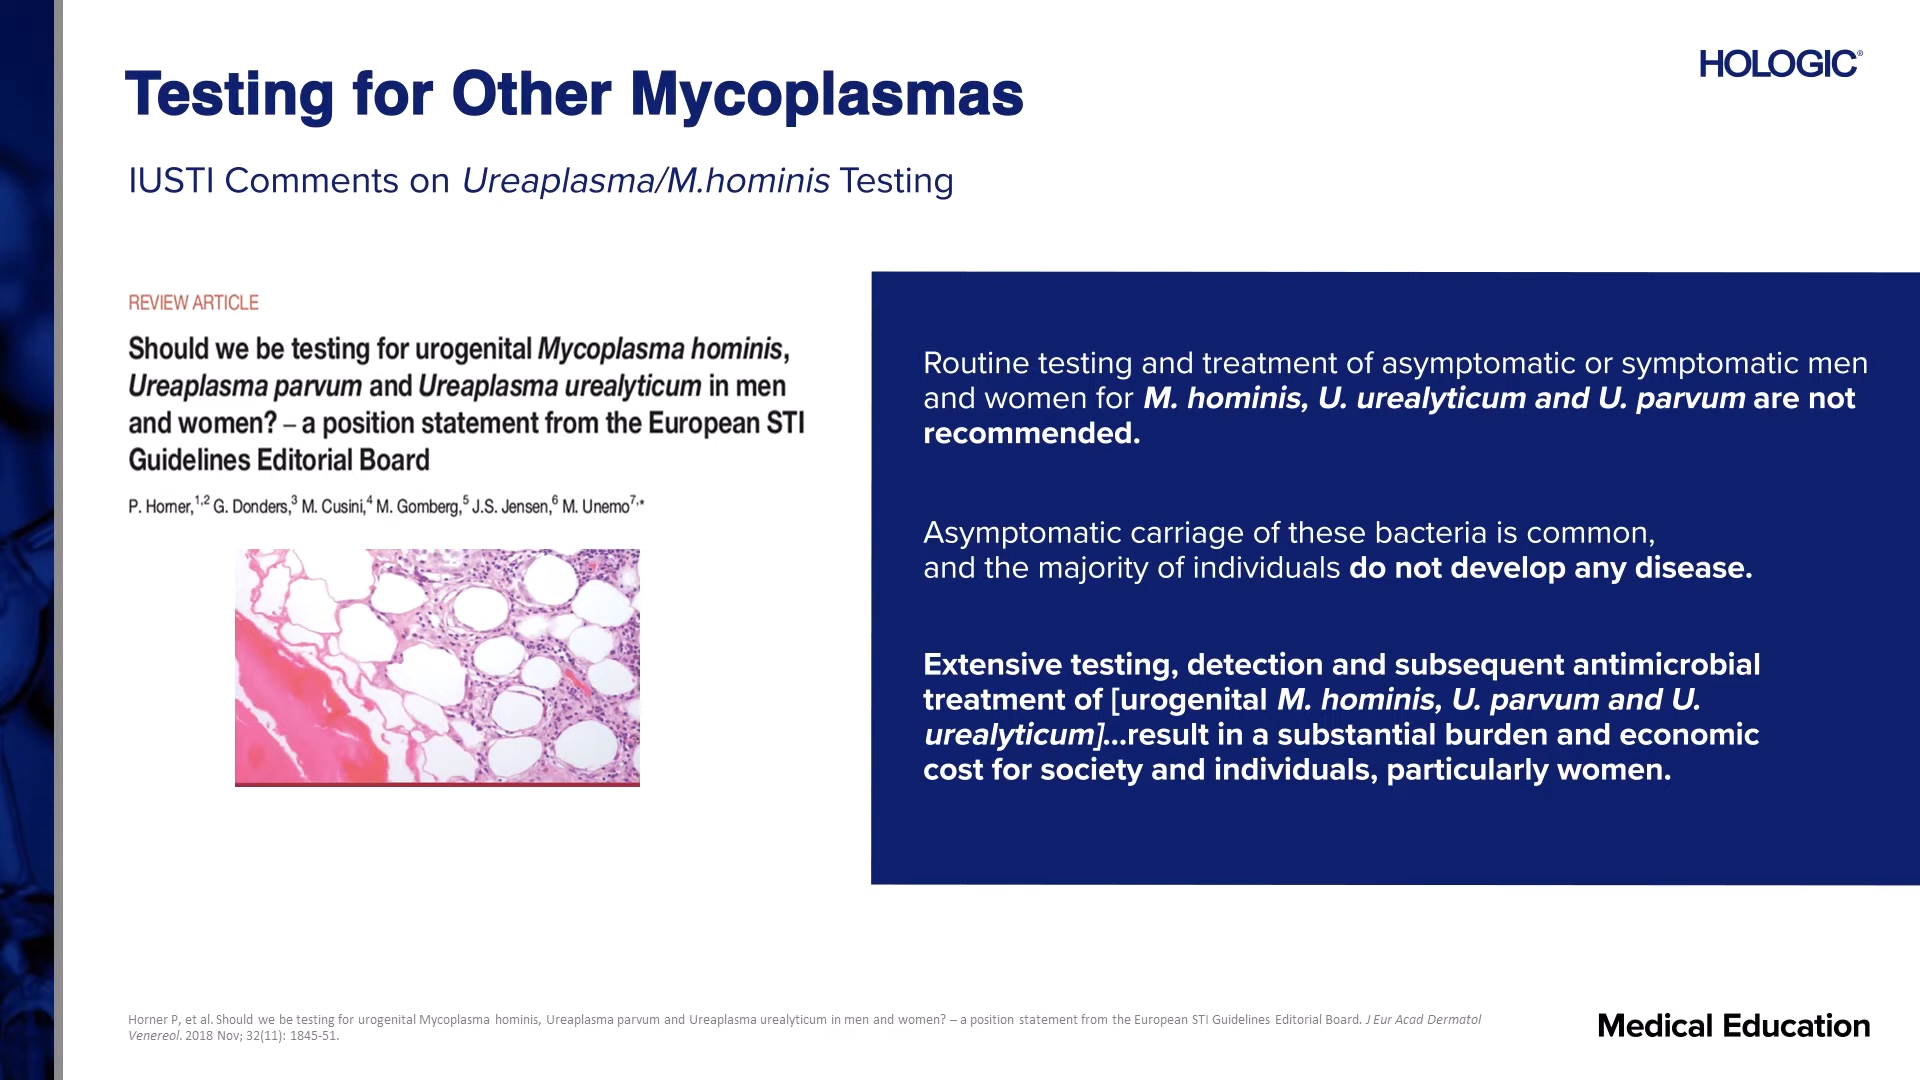 HOLOGIC®
Testing for Other Mycoplasmas
IUSTI Comments on Ureaplasma/M.hominis Testing
REVIEW ARTICLE
Should we be testing for urogenital Mycoplasma hominis,
Ureaplasma parvum and Ureaplasma urealyticum in men
and women? – a position statement from the European STI
Guidelines Editorial Board
P. Horner,1,2 G. Donders,3 M. Cusini,4 M. Gomberg,5 J.S. Jensen,6 M. Unemo7,*
Routine testing and treatment of asymptomatic or symptomatic men
and women for M. hominis, U. urealyticum and U. parvum are not
recommended.
Asymptomatic carriage of these bacteria is common,
and the majority of individuals do not develop any disease.
Extensive testing, detection and subsequent antimicrobial
treatment of [urogenital M. hominis, U. parvum and U.
urealyticum]...result in a substantial burden and economic
cost for society and individuals, particularly women.
Horner P, et al. Should we be testing for urogenital Mycoplasma hominis, Ureaplasma parvum and Ureaplasma urealyticum in men and women? – a position statement from the European STI Guidelines Editorial Board. J Eur Acad Dermatol
Venereol. 2018 Nov; 32(11): 1845-51.
Medical Education